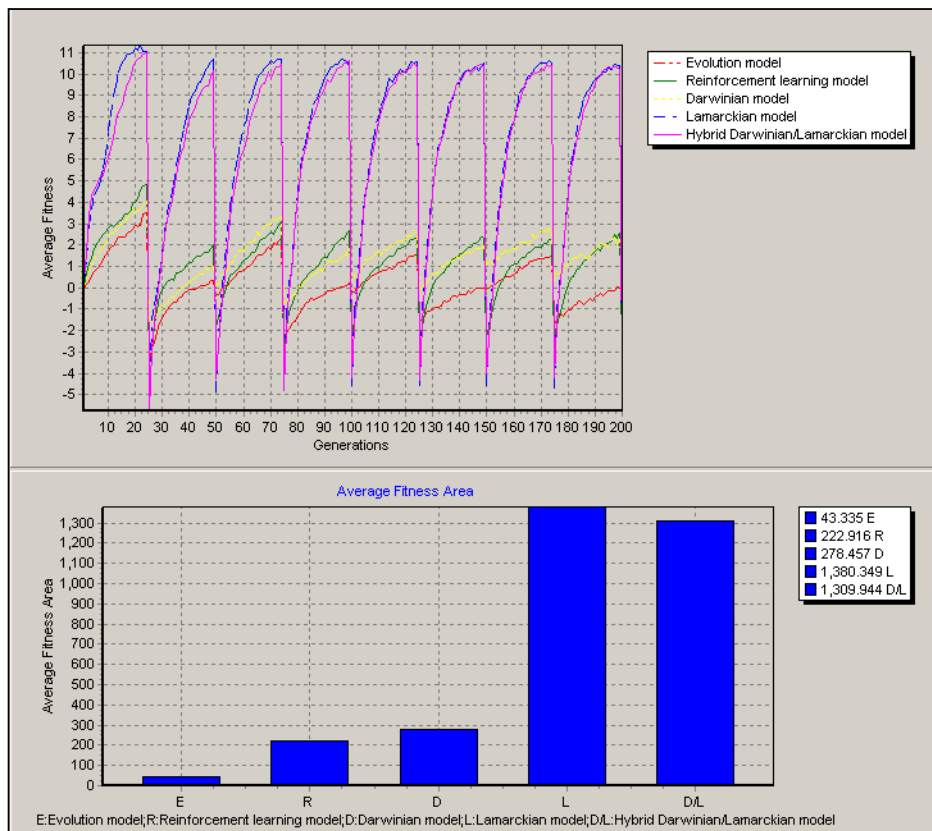 11
10
9
8
7
6
5
4
3
2
1
0
-1
-2
-3
-4
-5
Average Fitness
10 20 30 40 50 60 70 80 90 100 110 120 130 140 150 160 170 180 190 200
Generations
Evolution model
Reinforcement learning model
Darwinian model
Lamarckian model
Hybrid Darwinian/Lamarckian model
Average Fitness Area
1,300
1,200
1,100
1,000
900
800
700
600
500
400
300
200
100
0
Average Fitness Area
E R D L D/L
43.335 E
222.916 R
278.457 D
1,380.349 L
1,309.944 D/L
E:Evolution model;R:Reinforcement learning model;D:Darwinian model;L:Lamarckian model;D/L:Hybrid Darwinian/Lamarckian model